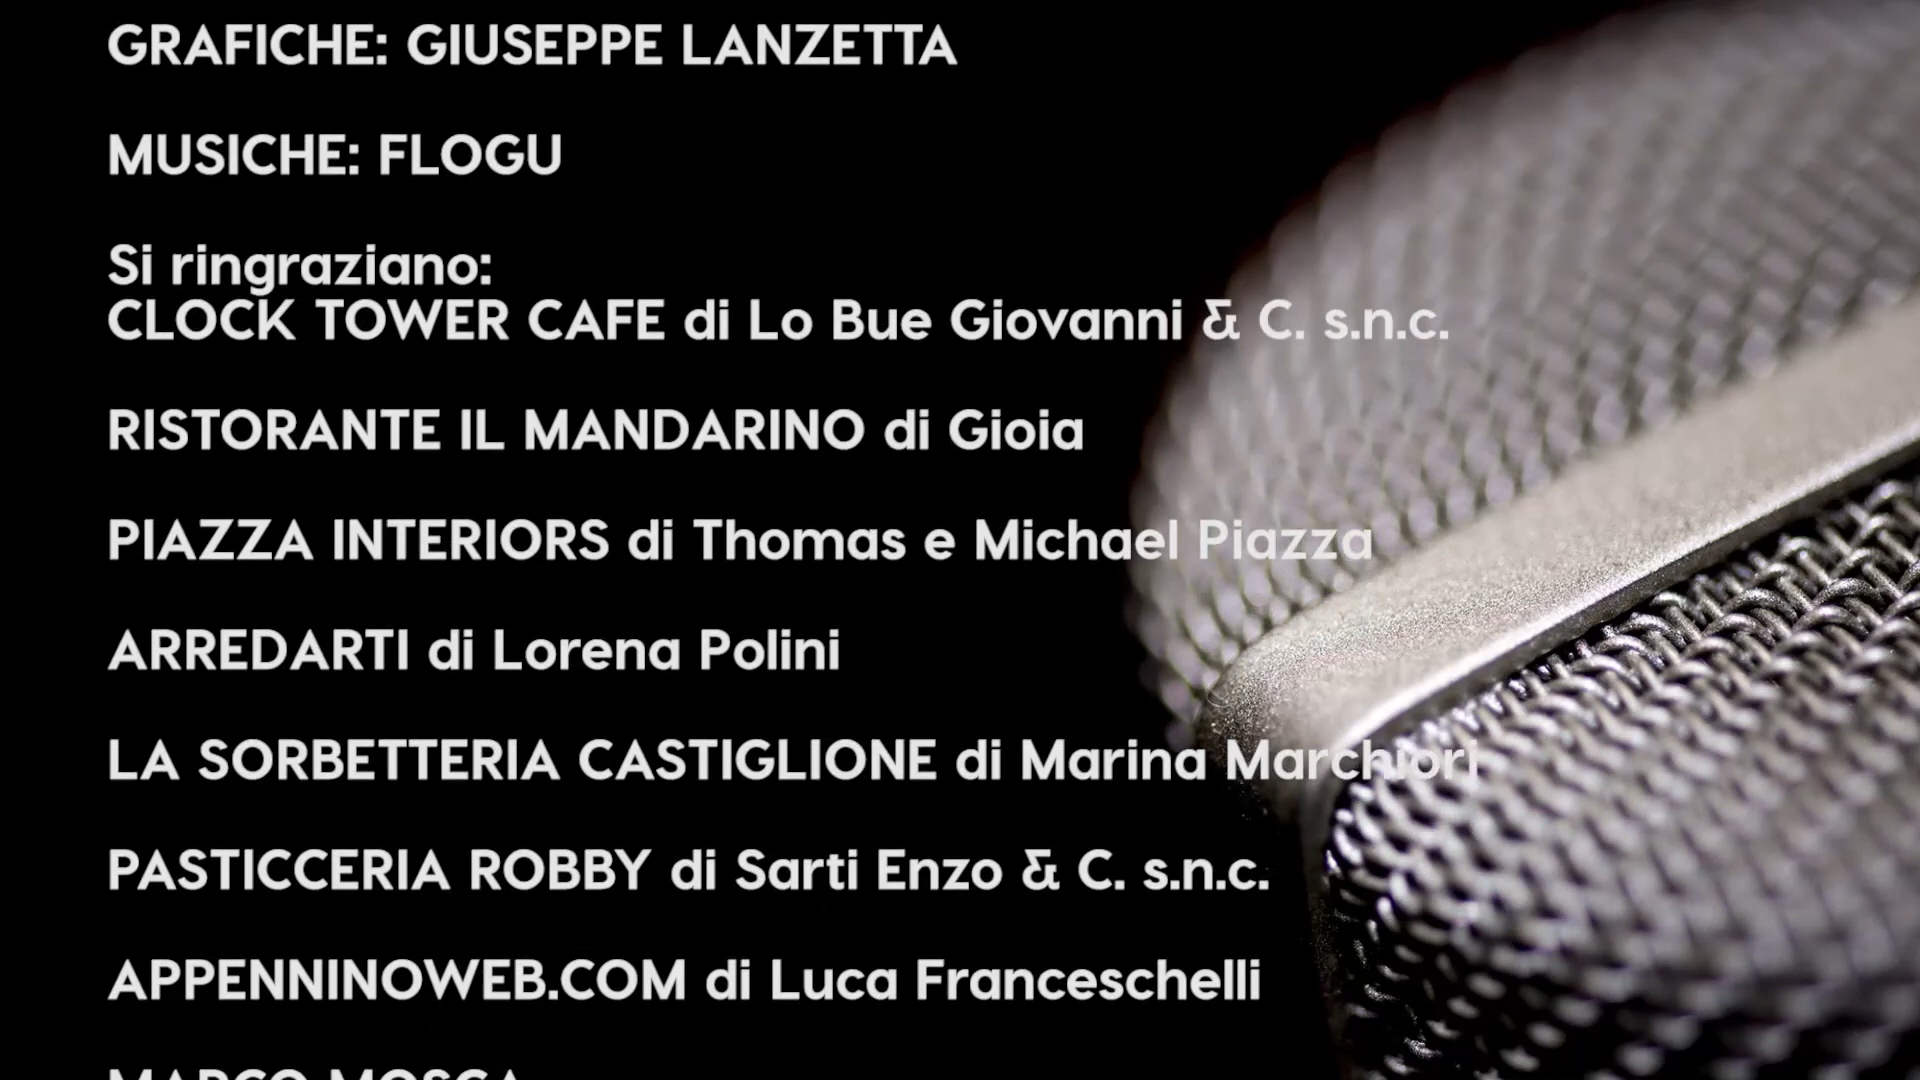 GRAFICHE: GIUSEPPE LANZETTA
MUSICHE: FLOGU
Si ringraziano:
CLOCK TOWER CAFE di Lo Bue Giovanni & C. s.n.c.
RISTORANTE IL MANDARINO di Gioia
PIAZZA INTERIORS di Thomas e Michael Piazza
ARREDARTI di Lorena Polini
LA SORBETTERIA CASTIGLIONE di Marina Marchiori
PASTICCERIA ROBBY di Sarti Enzo & C. s.n.c.
APPENNINOWEB.COM di Luca Franceschelli
MARCO MOSCA